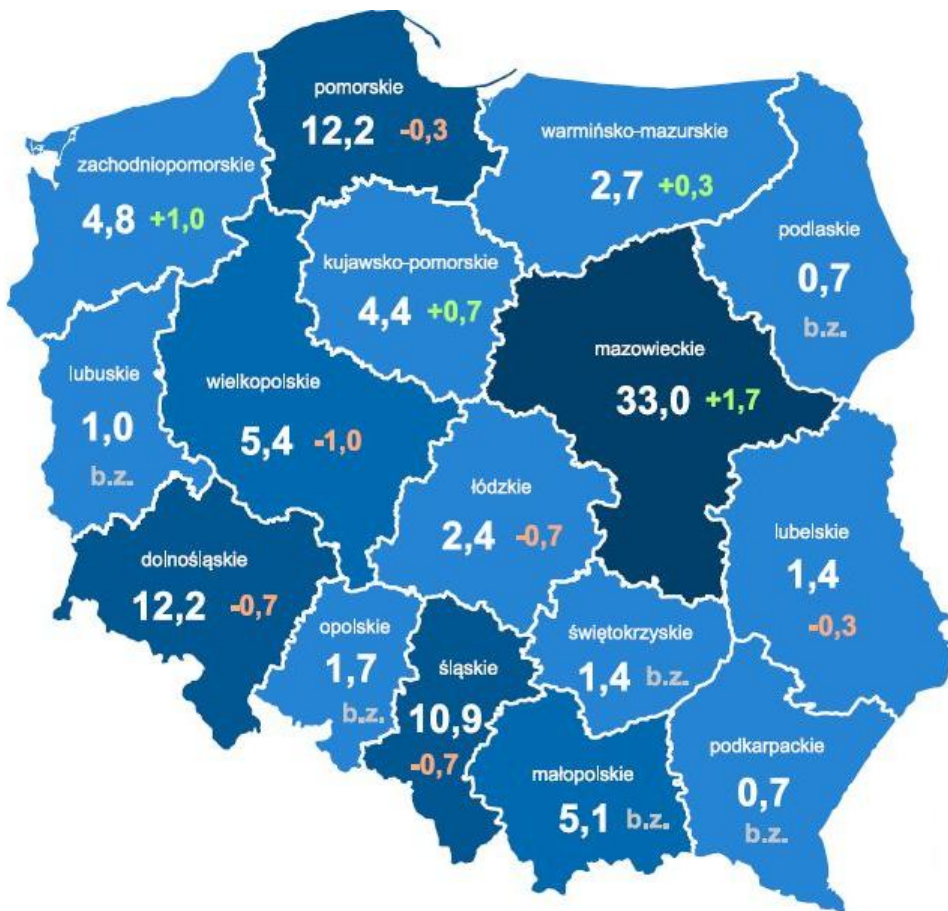 pomorskie
12,2 -0,3
warmińsko-mazurskie
2,7 +0,3
zachodniopomorskie
4,8 +1,0
podlaskie
0,7
b.z.
kujawsko-pomorskie
4,4 +0,7
mazowieckie
33,0 +1,7
lubuskie
1,0
b.z.
wielkopolskie
5,4 -1,0
łódzkie
2,4 -0,7
lubelskie
1,4
-0,3
dolnośląskie
12,2 -0,7
opolskie
1,7
b.z.
śląskie
10,9
-0,7
świętokrzyskie
1,4 b.z.
małopolskie
5,1 b.z.
podkarpackie
0,7
b.z.